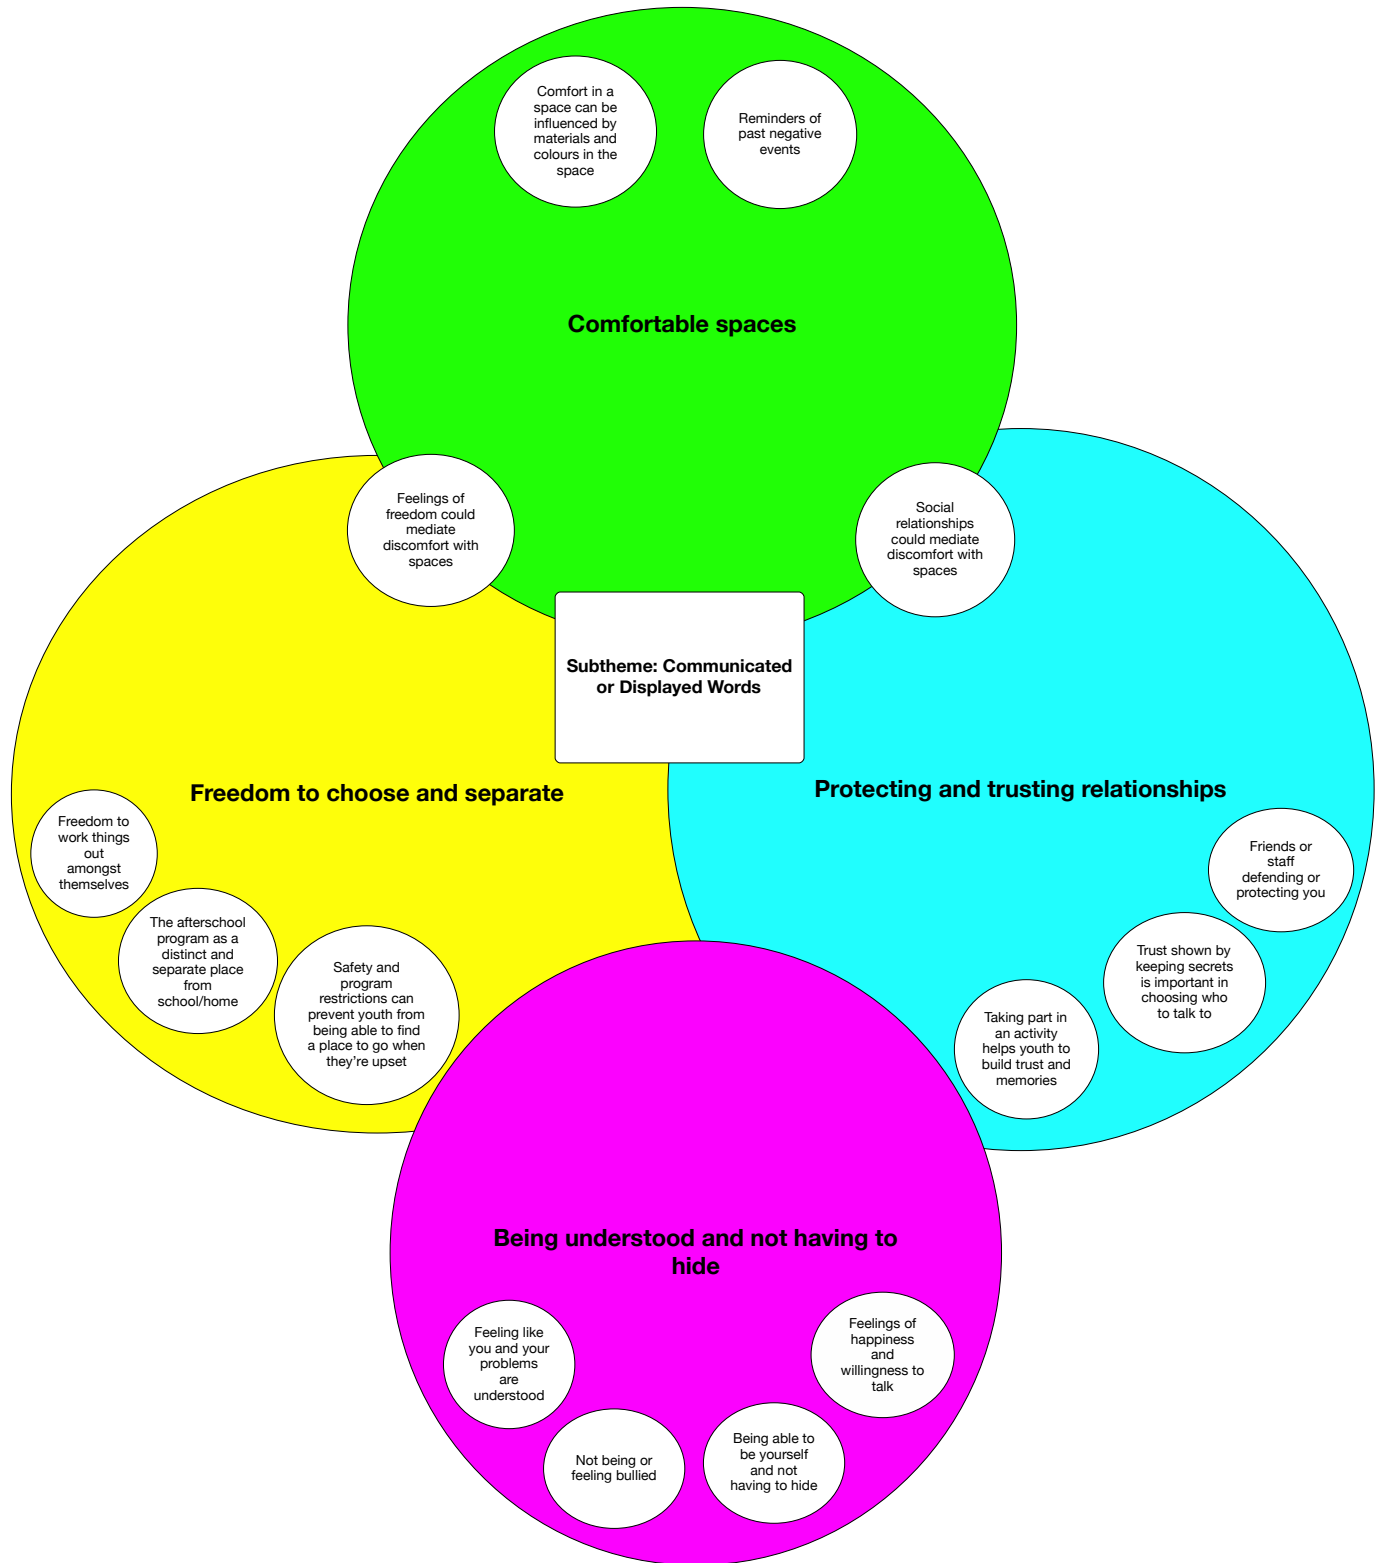 Comfort in a
space can be
influenced by
materials and
colours in the
space
Reminders of
past negative
events
Comfortable spaces
Feelings of
freedom could
mediate
discomfort with
spaces
Social
relationships
could mediate
discomfort with
spaces
Subtheme: Communicated
or Displayed Words
Freedom to choose and separate
Protecting and trusting relationships
Freedom to
work things
out
amongst
themselves
The afterschool
program as a
distinct and
separate place
from
school/home
Safety and
program
restrictions can
prevent youth from
being able to find
a place to go when
they're upset
Friends or
staff
defending or
protecting you
Trust shown by
keeping secrets
is important in
choosing who
to talk to
Taking part in
an activity
helps youth to
build trust and
memories
Being understood and not having to
hide
Feeling like
you and your
problems
are
understood
Not being or
feeling bullied
Being able to
be yourself
and not
having to hide
Feelings of
happiness
and
willingness to
talk